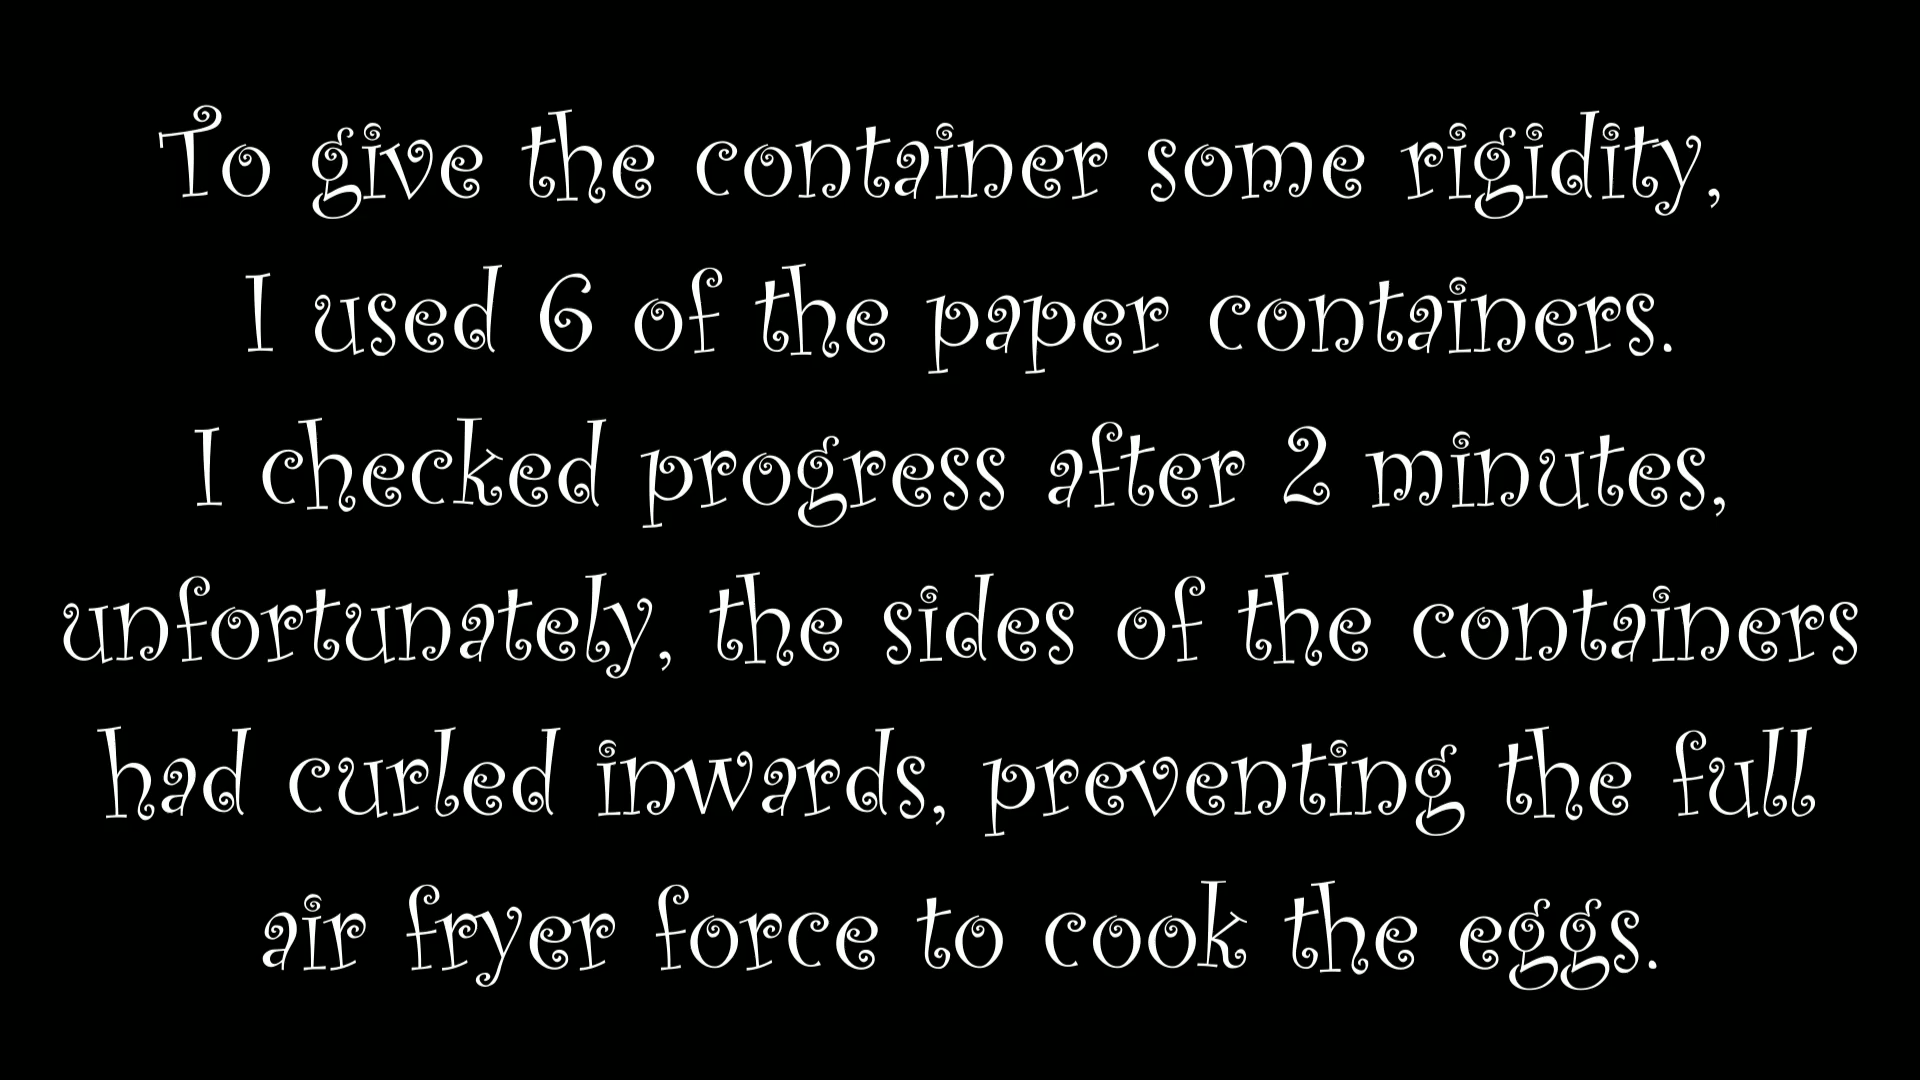 To give the container some rigidity,
I used 6 of the paper containers.
I checked progress after 2 minutes,
unfortunately, the sides of the containers
had curled inwards, preventing the full
air fryer force to cook the eggs.